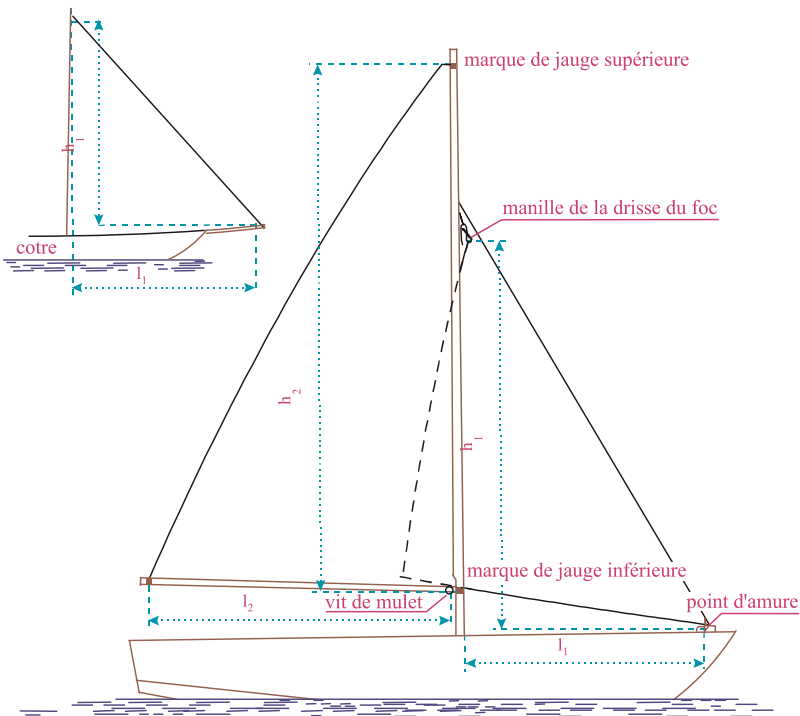 marque de jauge supérieure
h1
manille de la drisse du foc
cotre
l1
h2
h1
marque de jauge inférieure
l2
vit de mulet
point d'amure
l1